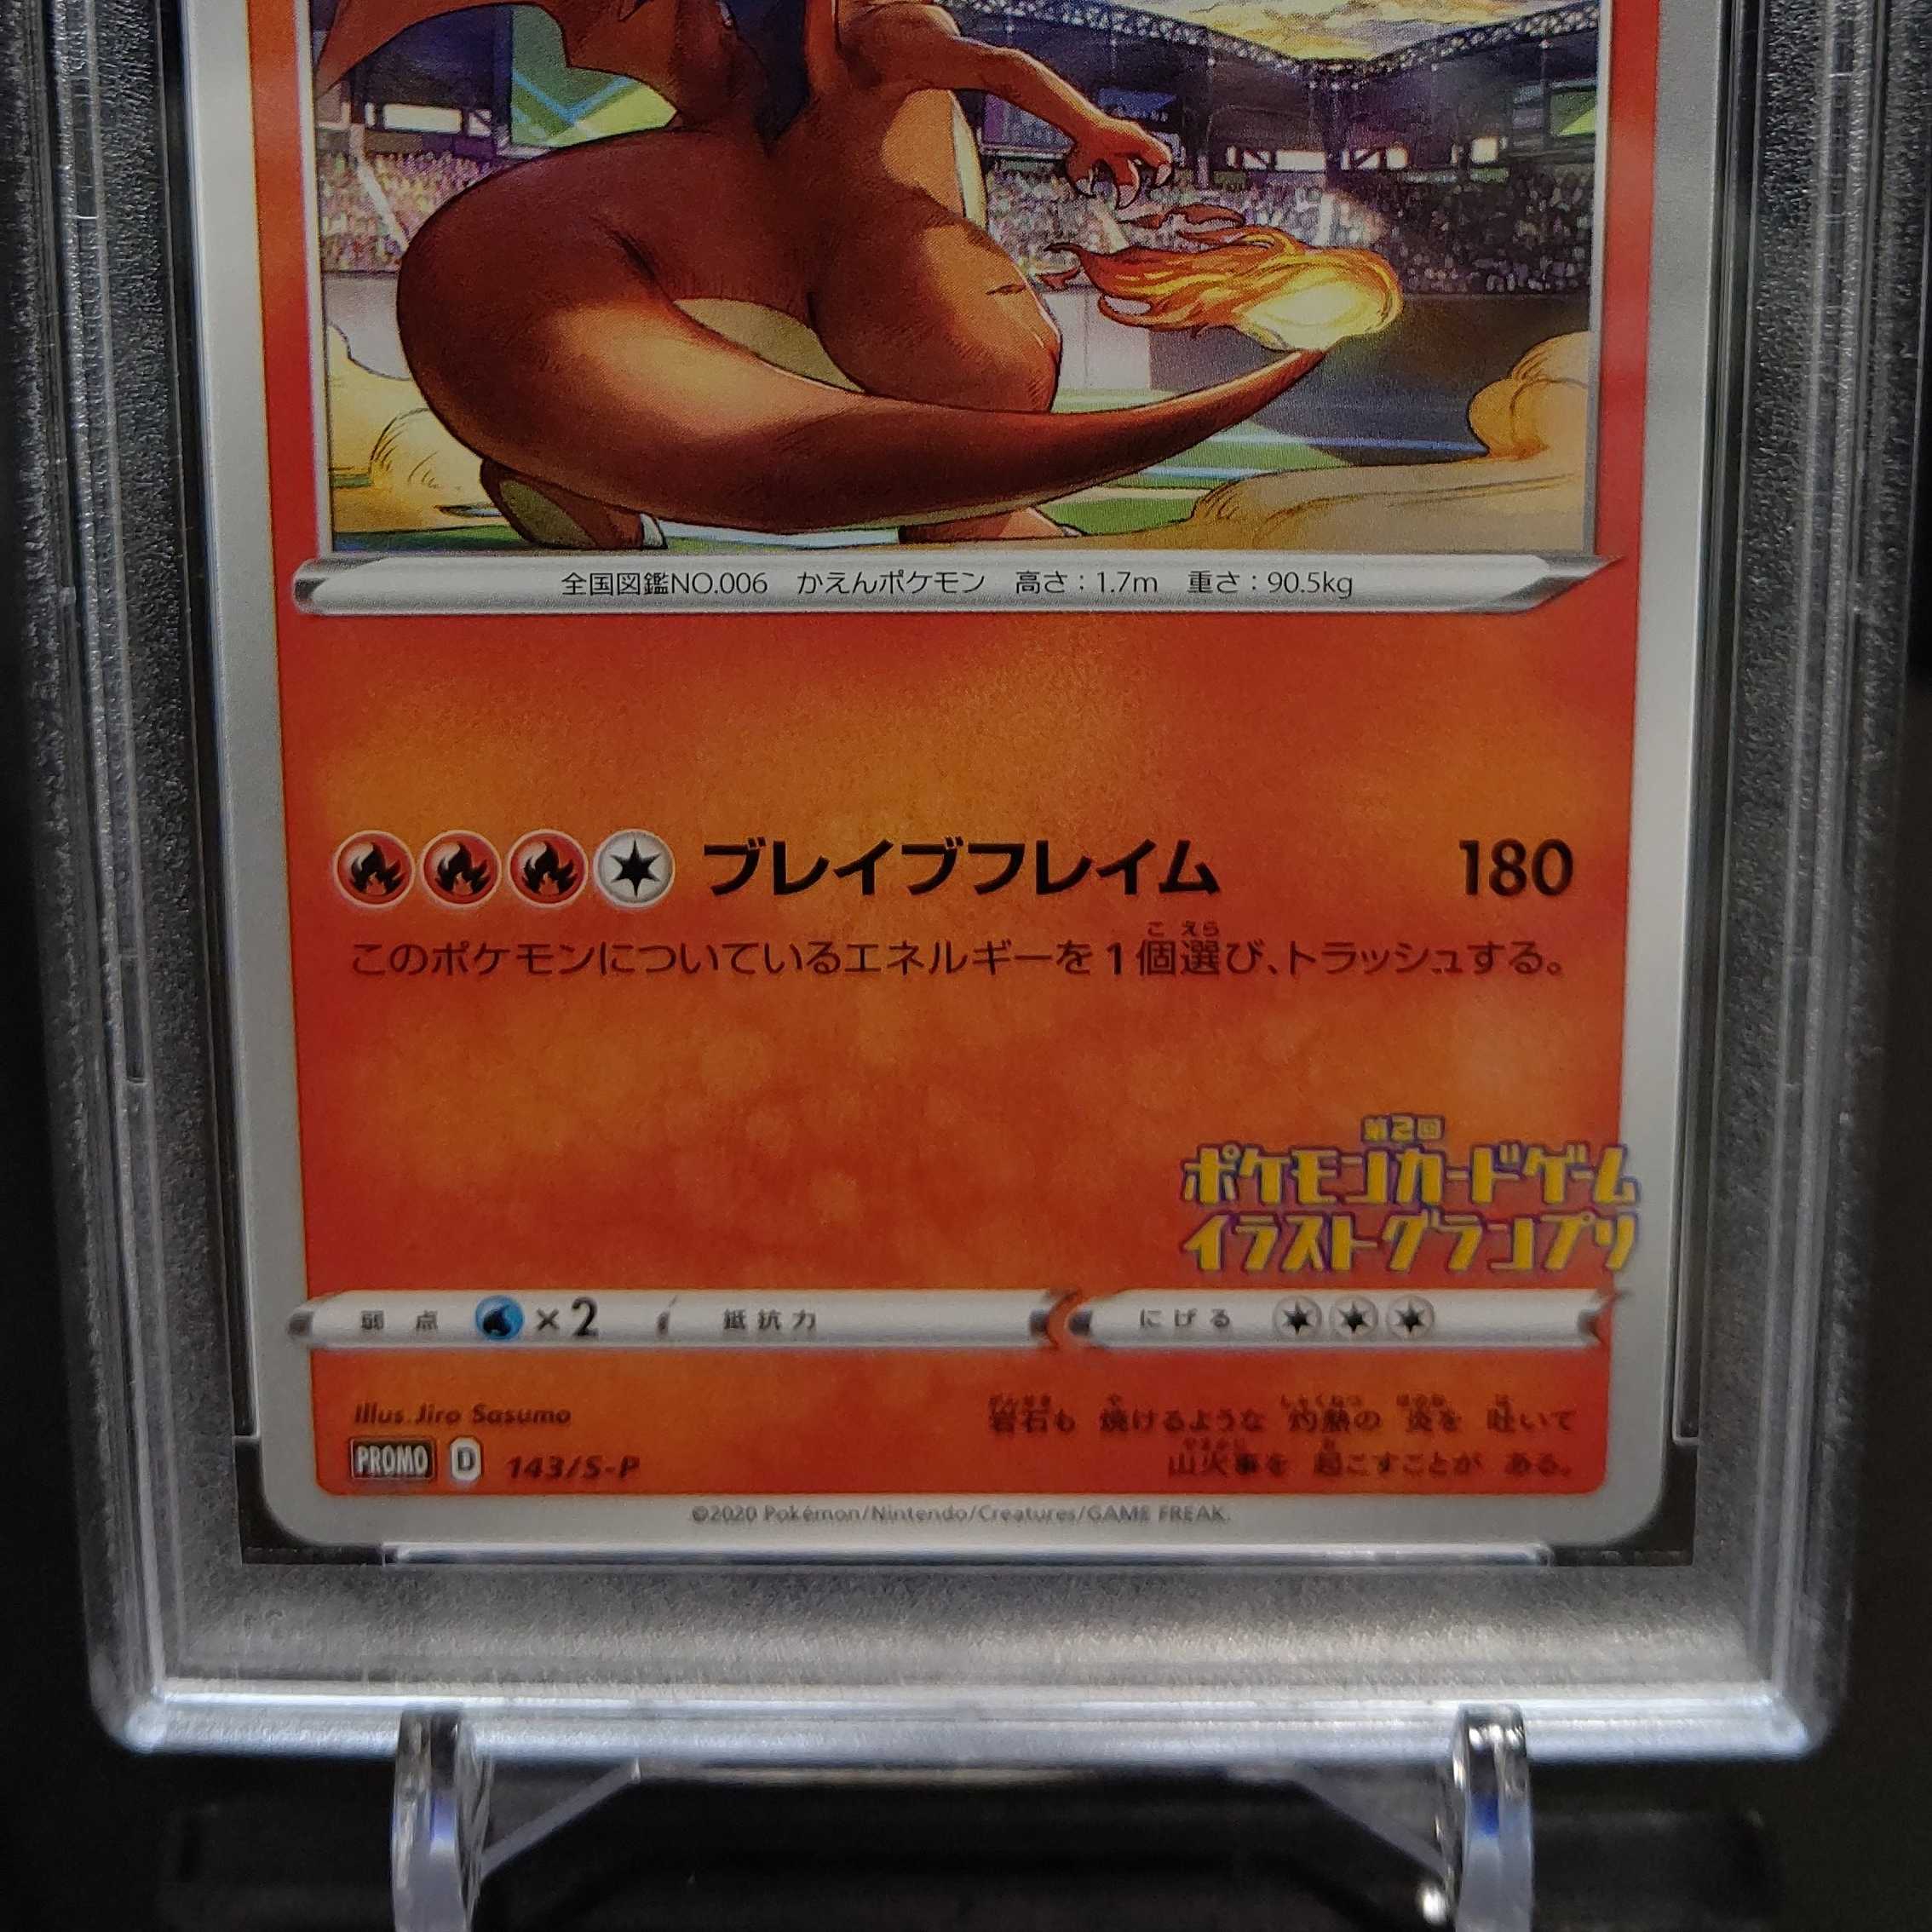 全国図鑑NO.006 かえんポケモン 高さ：1.7m 重さ：90.5kg
ブレイブフレイム 180
このポケモンについているエネルギーを1個選び、トラッシュする。
第2回
ポケモンカードゲーム
イラストグランプリ
弱点 ×2 抵抗力 にげる
Illus. Jiro Sasumo
岩石も 焼けるような 灼熱の 炎を 吐いて
山火事を 起こすことが ある。
PROMO D 143/S-P
©2020 Pokémon/Nintendo/Creatures/GAME FREAK.